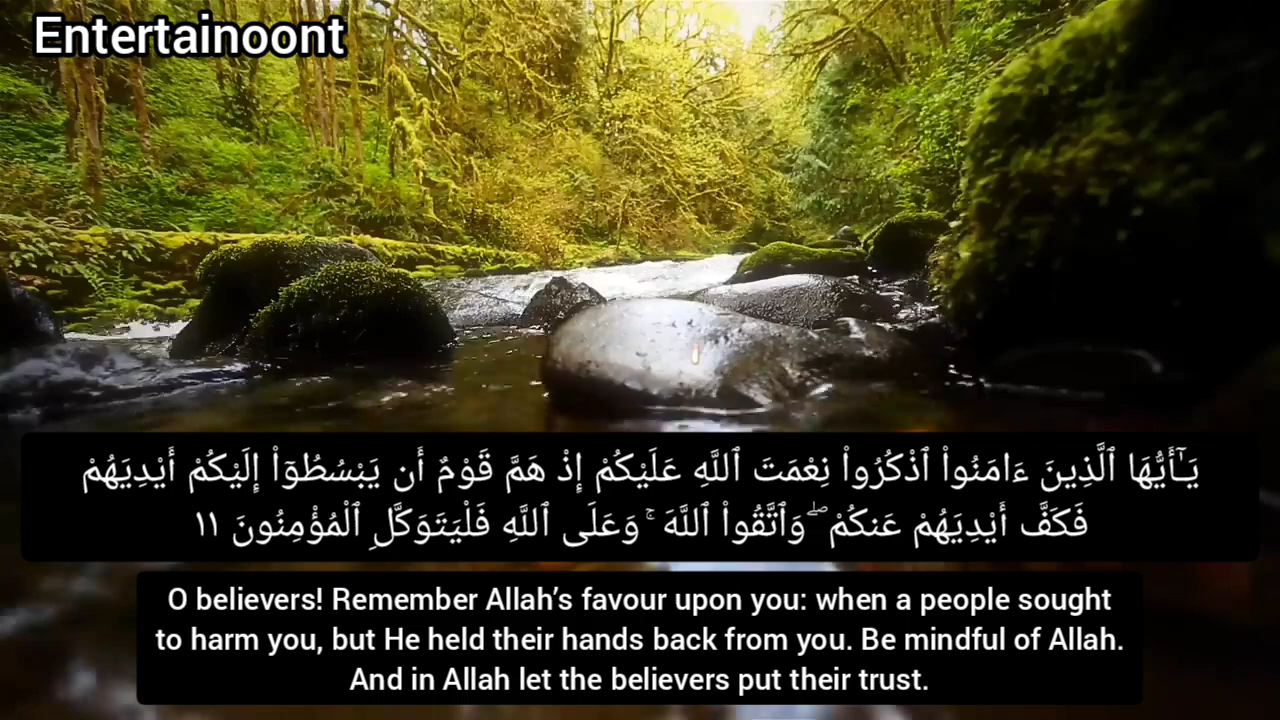 Entertainoont
يَـٰٓأَيُّهَا ٱلَّذِينَ ءَامَنُوا۟ ٱذْكُرُوا۟ نِعْمَتَ ٱللَّهِ عَلَيْكُمْ إِذْ هَمَّ قَوْمٌ أَن يَبْسُطُوٓا۟ إِلَيْكُمْ أَيْدِيَهُمْ
فَكَفَّ أَيْدِيَهُمْ عَنكُمْ ۖ وَٱتَّقُوا۟ ٱللَّهَ ۚ وَعَلَى ٱللَّهِ فَلْيَتَوَكَّلِ ٱلْمُؤْمِنُونَ ١١
O believers! Remember Allah’s favour upon you: when a people sought
to harm you, but He held their hands back from you. Be mindful of Allah.
And in Allah let the believers put their trust.